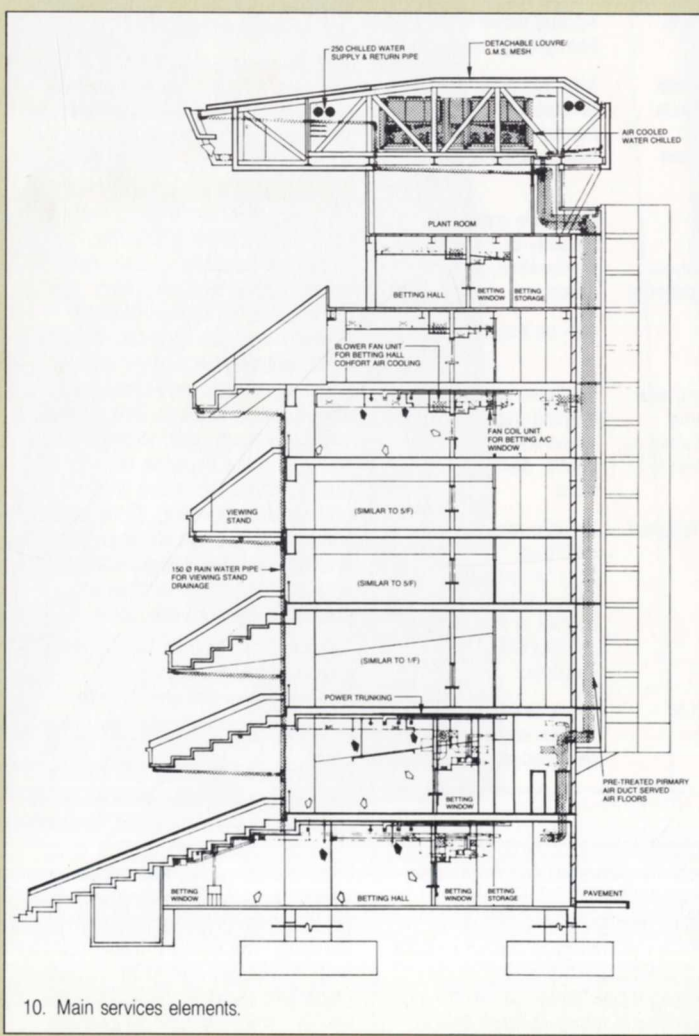 250 CHILLED WATER
SUPPLY & RETURN PIPE
DETACHABLE LOUVRE/
G.M.S. MESH
AIR COOLED
WATER CHILLED
PLANT ROOM
BETTING HALL
BETTING
WINDOW
BETTING
STORAGE
BLOWER FAN UNIT
FOR BETTING HALL
COMFORT AIR COOLING
FAN COIL UNIT
FOR BETTING A/C
WINDOW
VIEWING
STAND
(SIMILAR TO 5/F)
150 Ø RAIN WATER PIPE
FOR VIEWING STAND
DRAINAGE
(SIMILAR TO 5/F)
(SIMILAR TO 1/F)
POWER TRUNKING
PRE-TREATED PIRMARY
AIR DUCT SERVED
AIR FLOORS
BETTING
WINDOW
BETTING
WINDOW
BETTING HALL
BETTING
WINDOW
BETTING
STORAGE
PAVEMENT
10. Main services elements.